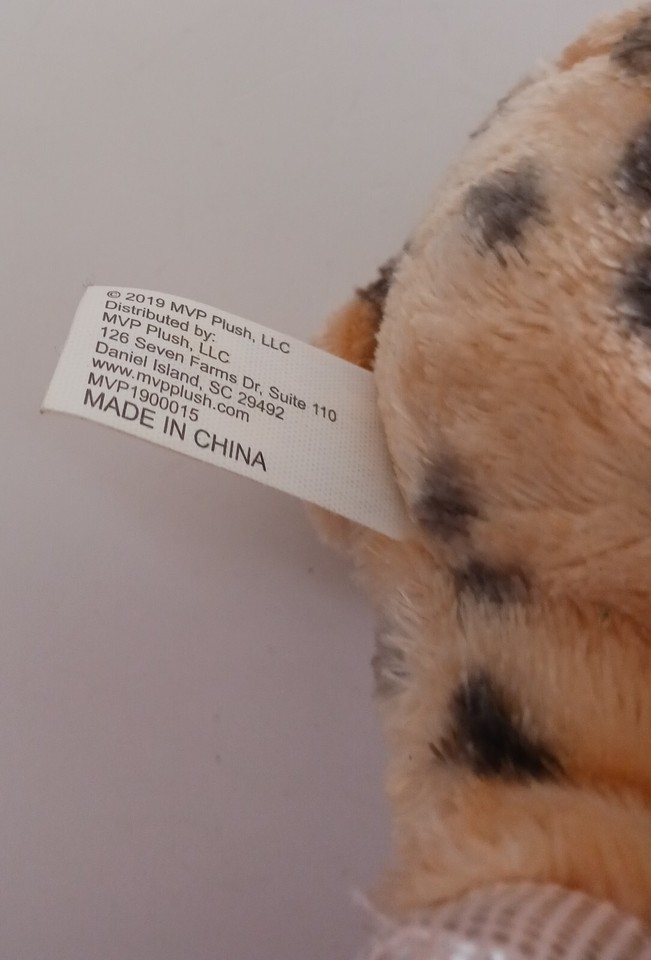 © 2019 MVP Plush, LLC
Distributed by:
MVP Plush, LLC
126 Seven Farms Dr, Suite 110
Daniel Island, SC 29492
www.mvpplush.com
MVP1900015
MADE IN CHINA